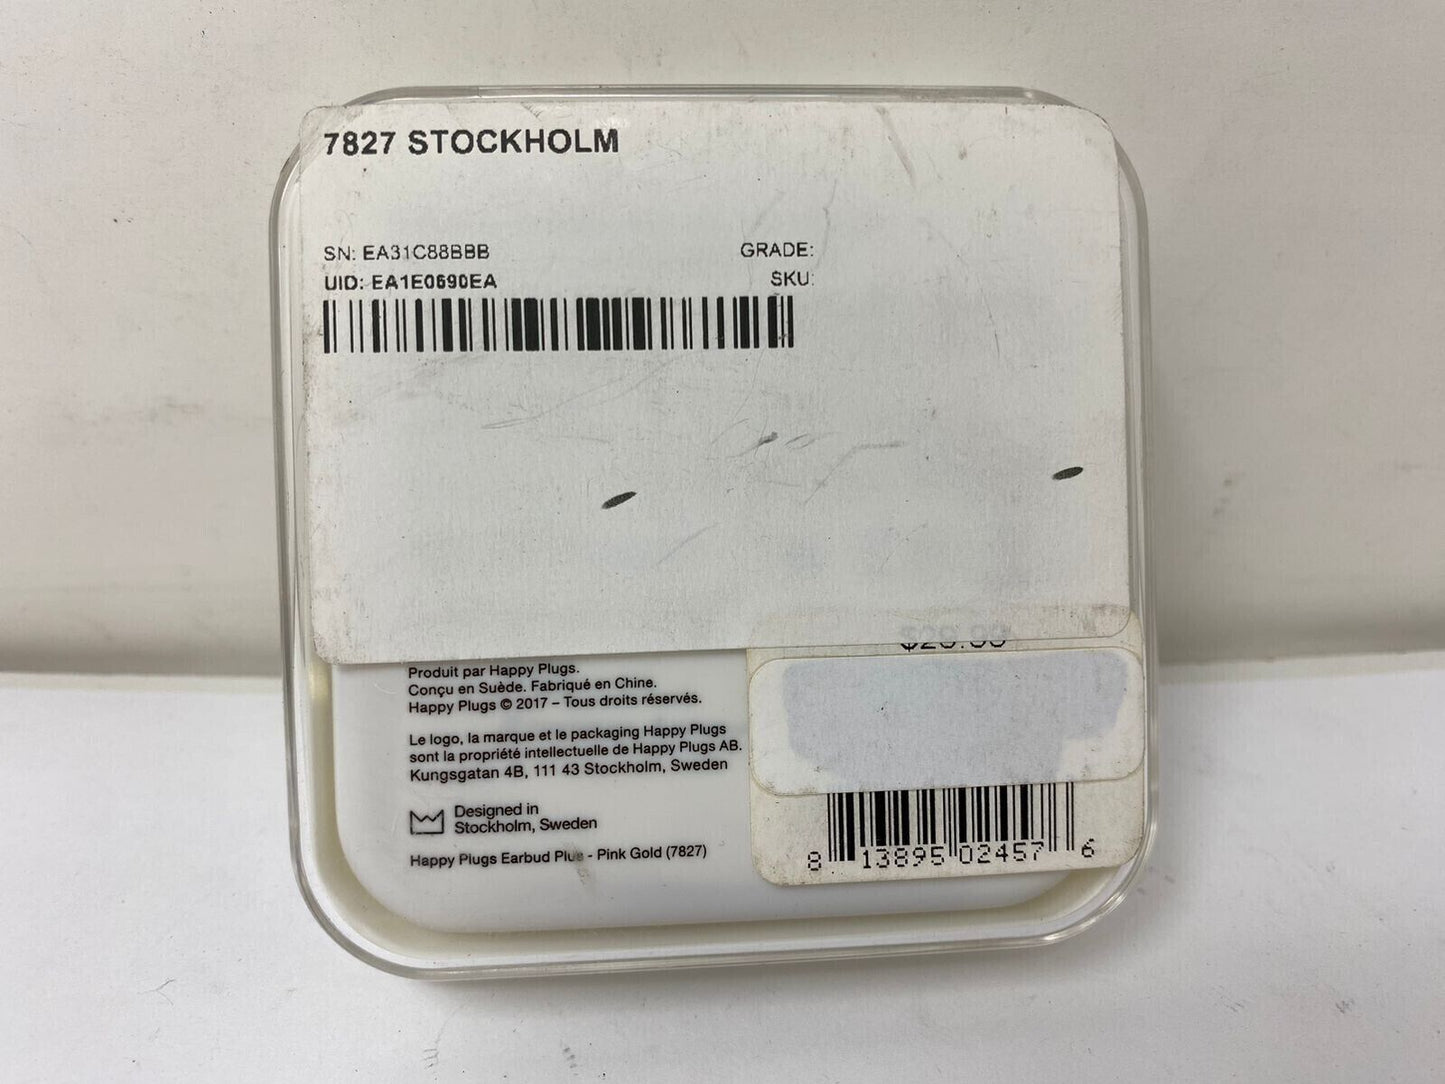 7827 STOCKHOLM
SN: EA31C88BBB
GRADE:
UID: EA1E0690EA
SKU:
Produit par Happy Plugs.
Conçu en Suède. Fabriqué en Chine.
Happy Plugs © 2017 – Tous droits réservés.
Le logo, la marque et le packaging Happy Plugs
sont la propriété intellectuelle de Happy Plugs AB.
Kungsgatan 4B, 111 43 Stockholm, Sweden
Designed in
Stockholm, Sweden
Happy Plugs Earbud Plus - Pink Gold (7827)
8 13895 02457 6